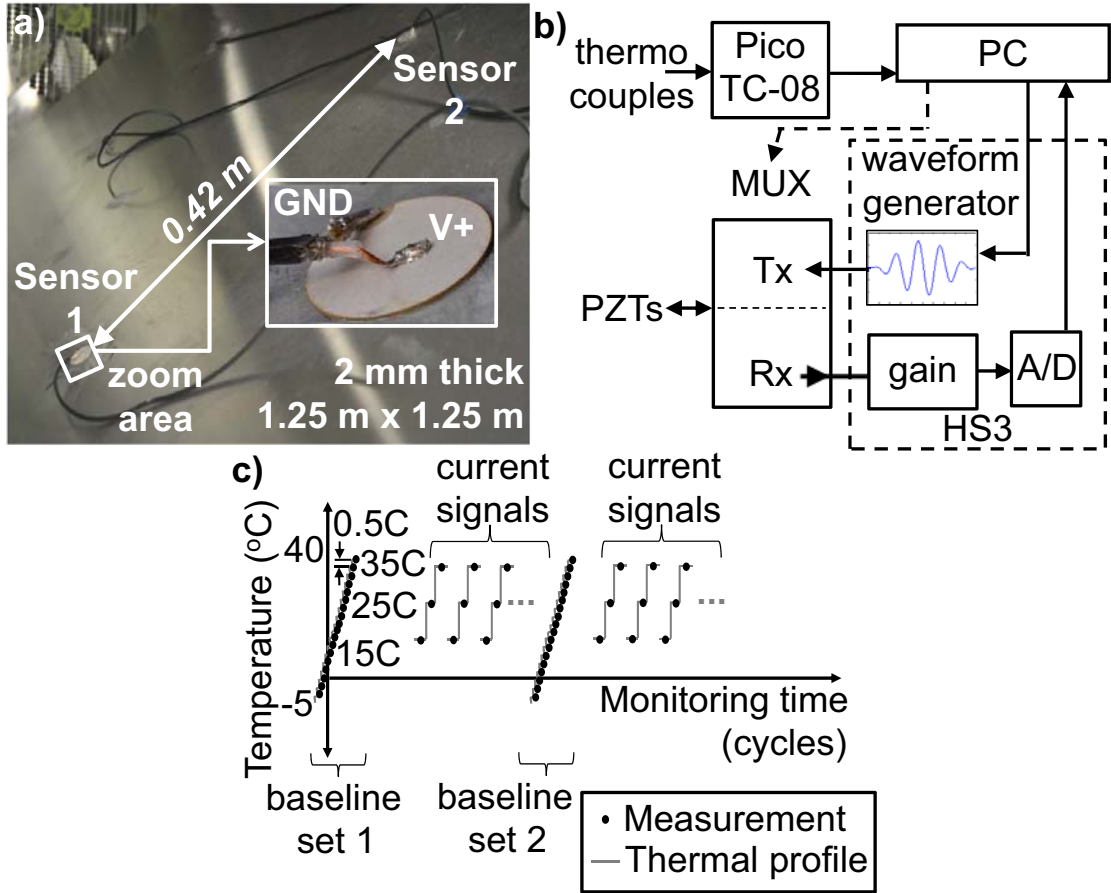 a)
Sensor
2
0.42 m
GND
V+
Sensor
1
zoom
area
2 mm thick
1.25 m x 1.25 m
b)
thermo
couples
Pico
TC-08
PC
MUX
waveform
generator
Tx
PZTs
Rx
gain
A/D
HS3
c)
current
signals
current
signals
Temperature (ºC)
40
0.5C
35C
25C
15C
-5
Monitoring time
(cycles)
baseline
set 1
baseline
set 2
Measurement
Thermal profile